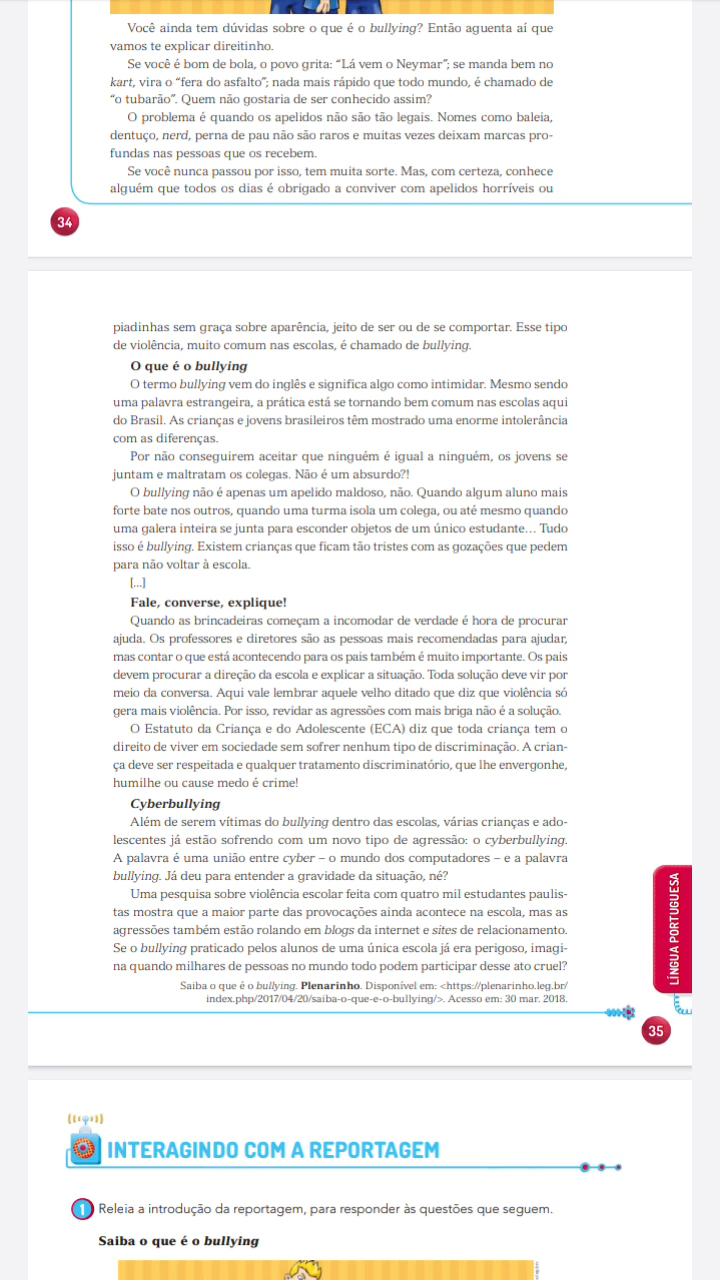 Você ainda tem dúvidas sobre o que é o bullying? Então aguenta aí que
vamos te explicar direitinho.
Se você é bom de bola, o povo grita: “Lá vem o Neymar”; se manda bem no
kart, vira o “fera do asfalto”; nada mais rápido que todo mundo, é chamado de
“o tubarão”. Quem não gostaria de ser conhecido assim?
O problema é quando os apelidos não são tão legais. Nomes como baleia,
dentuço, nerd, perna de pau não são raros e muitas vezes deixam marcas pro-
fundas nas pessoas que os recebem.
Se você nunca passou por isso, tem muita sorte. Mas, com certeza, conhece
alguém que todos os dias é obrigado a conviver com apelidos horríveis ou
34
piadinhas sem graça sobre aparência, jeito de ser ou de se comportar. Esse tipo
de violência, muito comum nas escolas, é chamado de bullying.
O que é o bullying
O termo bullying vem do inglês e significa algo como intimidar. Mesmo sendo
uma palavra estrangeira, a prática está se tornando bem comum nas escolas aqui
do Brasil. As crianças e jovens brasileiros têm mostrado uma enorme intolerância
com as diferenças.
Por não conseguirem aceitar que ninguém é igual a ninguém, os jovens se
juntam e maltratam os colegas. Não é um absurdo?!
O bullying não é apenas um apelido maldoso, não. Quando algum aluno mais
forte bate nos outros, quando uma turma isola um colega, ou até mesmo quando
uma galera inteira se junta para esconder objetos de um único estudante… Tudo
isso é bullying. Existem crianças que ficam tão tristes com as gozações que pedem
para não voltar à escola.
[...]
Fale, converse, explique!
Quando as brincadeiras começam a incomodar de verdade é hora de procurar
ajuda. Os professores e diretores são as pessoas mais recomendadas para ajudar,
mas contar o que está acontecendo para os pais também é muito importante. Os pais
devem procurar a direção da escola e explicar a situação. Toda solução deve vir por
meio da conversa. Aqui vale lembrar aquele velho ditado que diz que violência só
gera mais violência. Por isso, revidar as agressões com mais briga não é a solução.
O Estatuto da Criança e do Adolescente (ECA) diz que toda criança tem o
direito de viver em sociedade sem sofrer nenhum tipo de discriminação. A crian-
ça deve ser respeitada e qualquer tratamento discriminatório, que lhe envergonhe,
humilhe ou cause medo é crime!
Cyberbullying
Além de serem vítimas do bullying dentro das escolas, várias crianças e ado-
lescentes já estão sofrendo com um novo tipo de agressão: o cyberbullying.
A palavra é uma união entre cyber – o mundo dos computadores – e a palavra
bullying. Já deu para entender a gravidade da situação, né?
Uma pesquisa sobre violência escolar feita com quatro mil estudantes paulis-
tas mostra que a maior parte das provocações ainda acontece na escola, mas as
agressões também estão rolando em blogs da internet e sites de relacionamento.
Se o bullying praticado pelos alunos de uma única escola já era perigoso, imagi-
na quando milhares de pessoas no mundo todo podem participar desse ato cruel?
Saiba o que é o bullying. Plenarinho. Disponível em: <https://plenarinho.leg.br/
index.php/2017/04/20/saiba-o-que-e-o-bullying/>. Acesso em: 30 mar. 2018.
LÍNGUA PORTUGUESA
35
INTERAGINDO COM A REPORTAGEM
1 Releia a introdução da reportagem, para responder às questões que seguem.
Saiba o que é o bullying